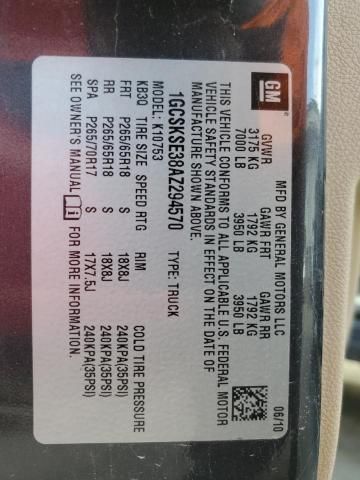 GM
MFD BY GENERAL MOTORS LLC 06/10
GVWR GAWR FRT GAWR RR
3175 KG 1792 KG 1792 KG
7000 LB 3950 LB 3950 LB
THIS VEHICLE CONFORMS TO ALL APPLICABLE U.S. FEDERAL MOTOR
VEHICLE SAFETY STANDARDS IN EFFECT ON THE DATE OF
MANUFACTURE SHOWN ABOVE.
1GCSKSE38AZ294570 TYPE: TRUCK
MODEL: K10753
KB3Q TIRE SIZE SPEED RTG RIM COLD TIRE PRESSURE
FRT P265/65R18 S 18X8J 240KPA(35PSI)
RR P265/65R18 S 18X8J 240KPA(35PSI)
SPA P265/70R17 S 17X7.5J 240KPA(35PSI)
SEE OWNER'S MANUAL FOR MORE INFORMATION